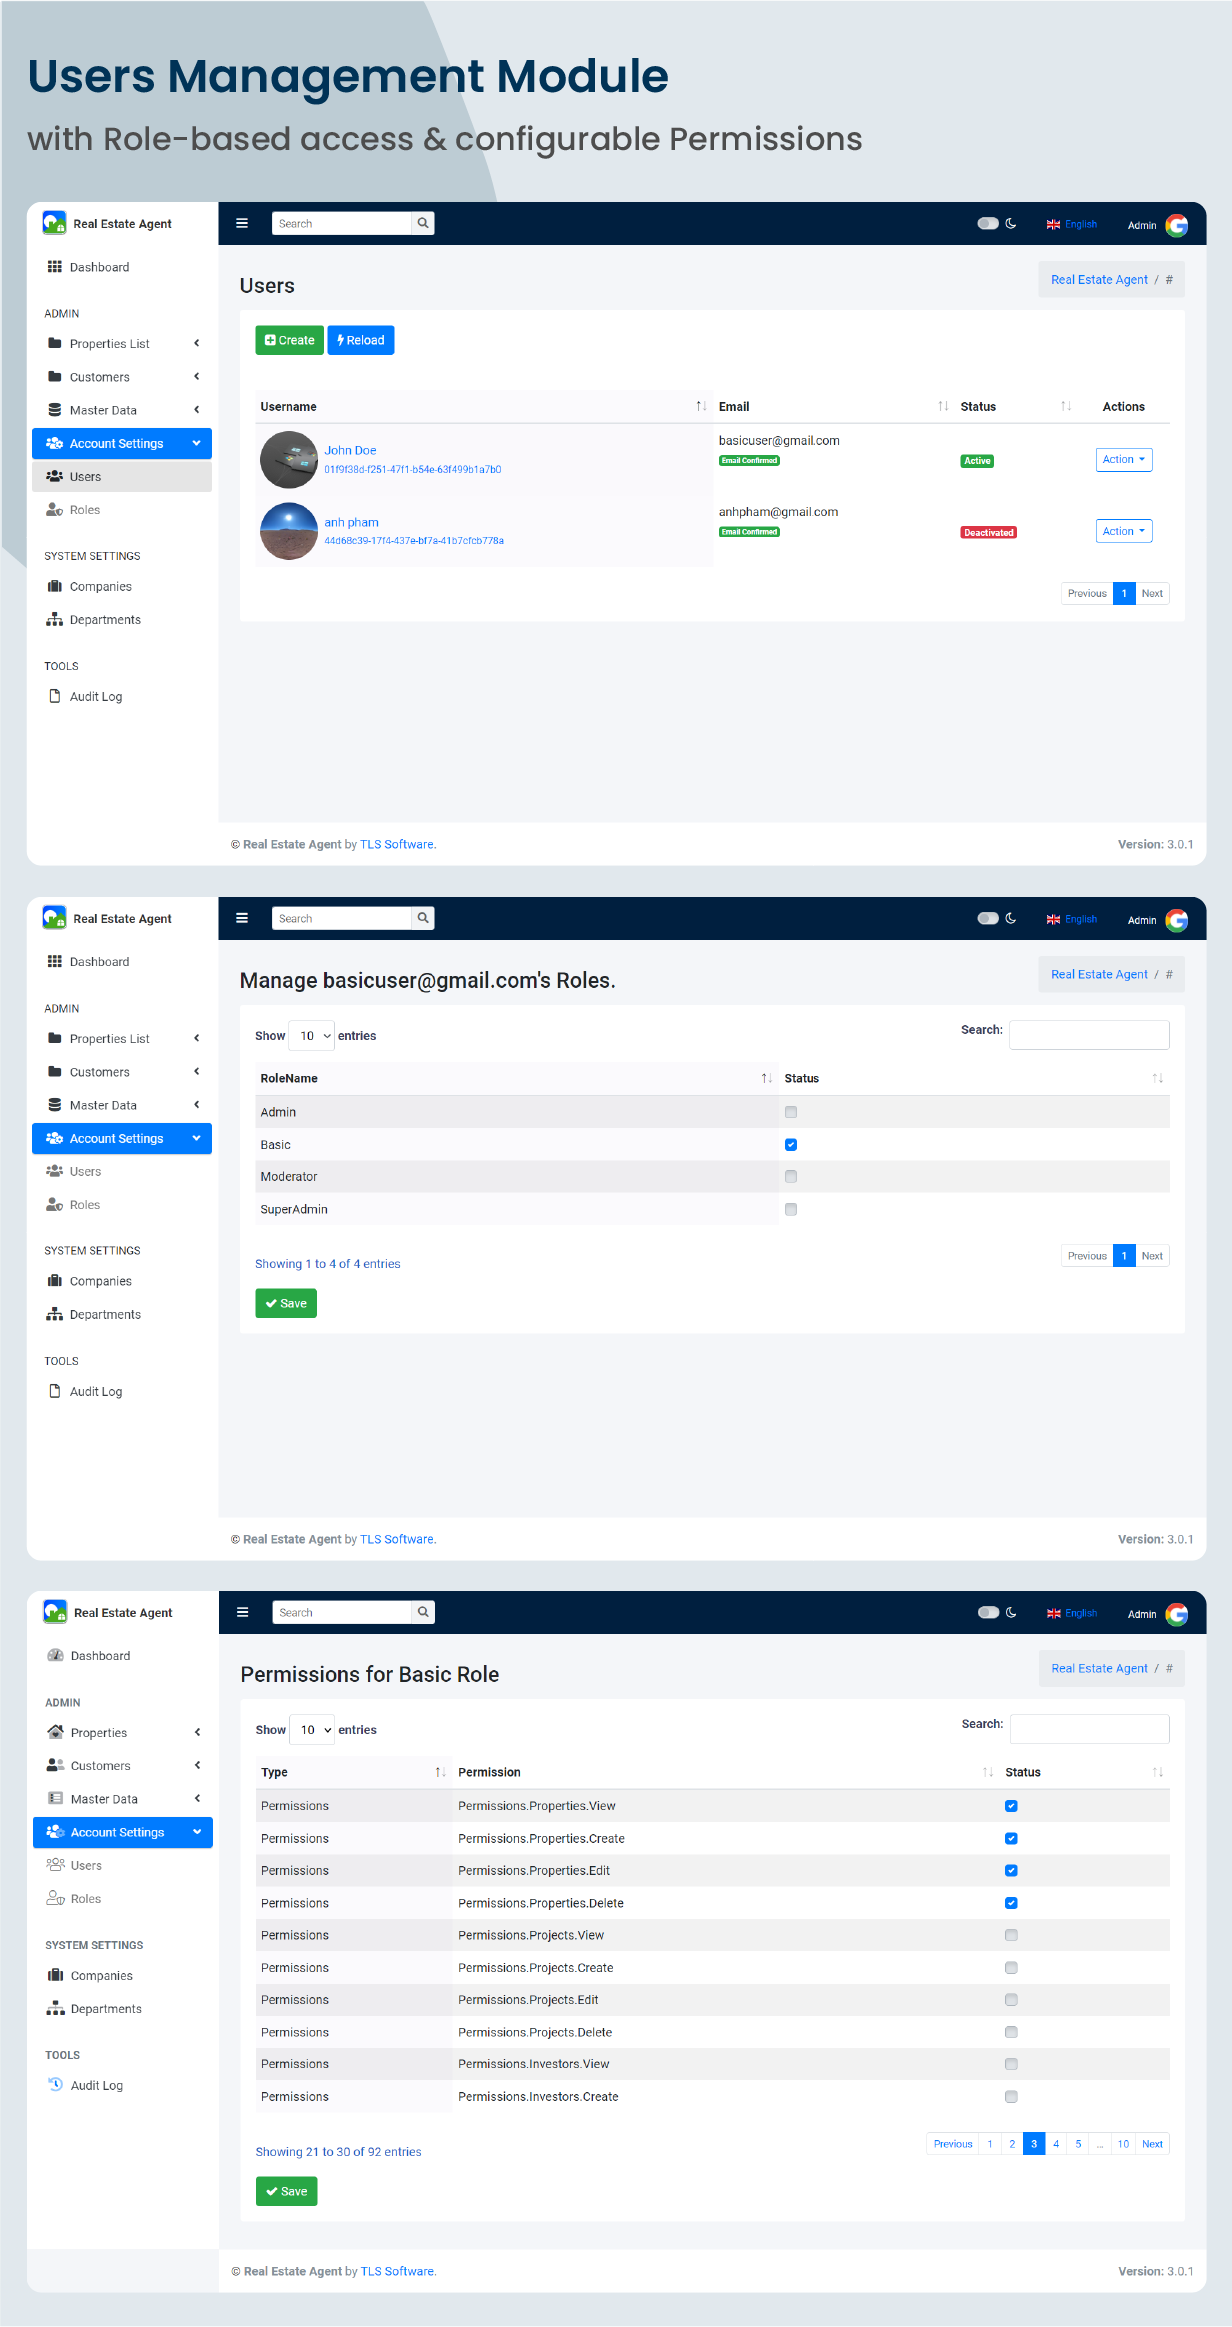 Users Management Module
with Role-based access & configurable Permissions
Real Estate Agent
Search
English
Admin
Dashboard
ADMIN
Properties List
Customers
Master Data
Account Settings
Users
Roles
SYSTEM SETTINGS
Companies
Departments
TOOLS
Audit Log
Users
Real Estate Agent / #
Create
Reload
Username Email Status Actions
John Doe
01f9f38d-f251-47f1-b54e-63f499b1a7b0
basicuser@gmail.com
Email Confirmed
Active
Action
anh pham
44d68c39-17f4-437e-bf7a-41b7cfcb778a
anhpham@gmail.com
Email Confirmed
Deactivated
Action
Previous 1 Next
© Real Estate Agent by TLS Software.
Version: 3.0.1
Real Estate Agent
Search
English
Admin
Dashboard
ADMIN
Properties List
Customers
Master Data
Account Settings
Users
Roles
SYSTEM SETTINGS
Companies
Departments
TOOLS
Audit Log
Manage basicuser@gmail.com's Roles.
Real Estate Agent / #
Show 10 entries
Search:
RoleName Status
Admin
Basic
Moderator
SuperAdmin
Showing 1 to 4 of 4 entries
Previous 1 Next
Save
© Real Estate Agent by TLS Software.
Version: 3.0.1
Real Estate Agent
Search
English
Admin
Dashboard
ADMIN
Properties
Customers
Master Data
Account Settings
Users
Roles
SYSTEM SETTINGS
Companies
Departments
TOOLS
Audit Log
Permissions for Basic Role
Real Estate Agent / #
Show 10 entries
Search:
Type Permission Status
Permissions Permissions.Properties.View
Permissions Permissions.Properties.Create
Permissions Permissions.Properties.Edit
Permissions Permissions.Properties.Delete
Permissions Permissions.Projects.View
Permissions Permissions.Projects.Create
Permissions Permissions.Projects.Edit
Permissions Permissions.Projects.Delete
Permissions Permissions.Investors.View
Permissions Permissions.Investors.Create
Showing 21 to 30 of 92 entries
Previous 1 2 3 4 5 ... 10 Next
Save
© Real Estate Agent by TLS Software.
Version: 3.0.1